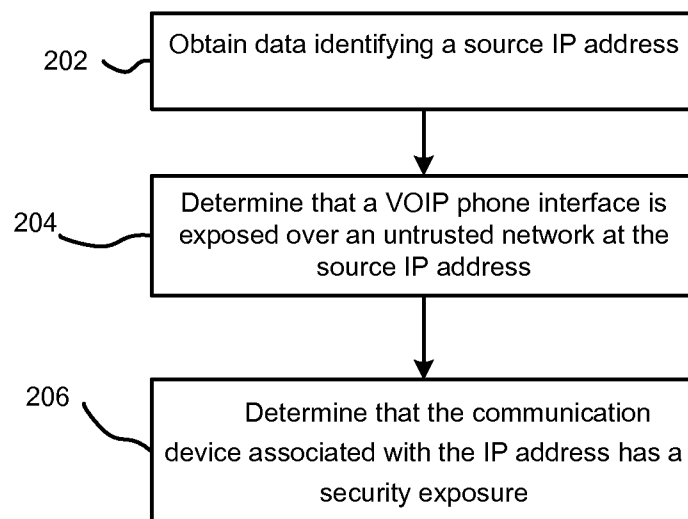 202
Obtain data identifying a source IP address
204
Determine that a VOIP phone interface is
exposed over an untrusted network at the
source IP address
206
Determine that the communication
device associated with the IP address has a
security exposure